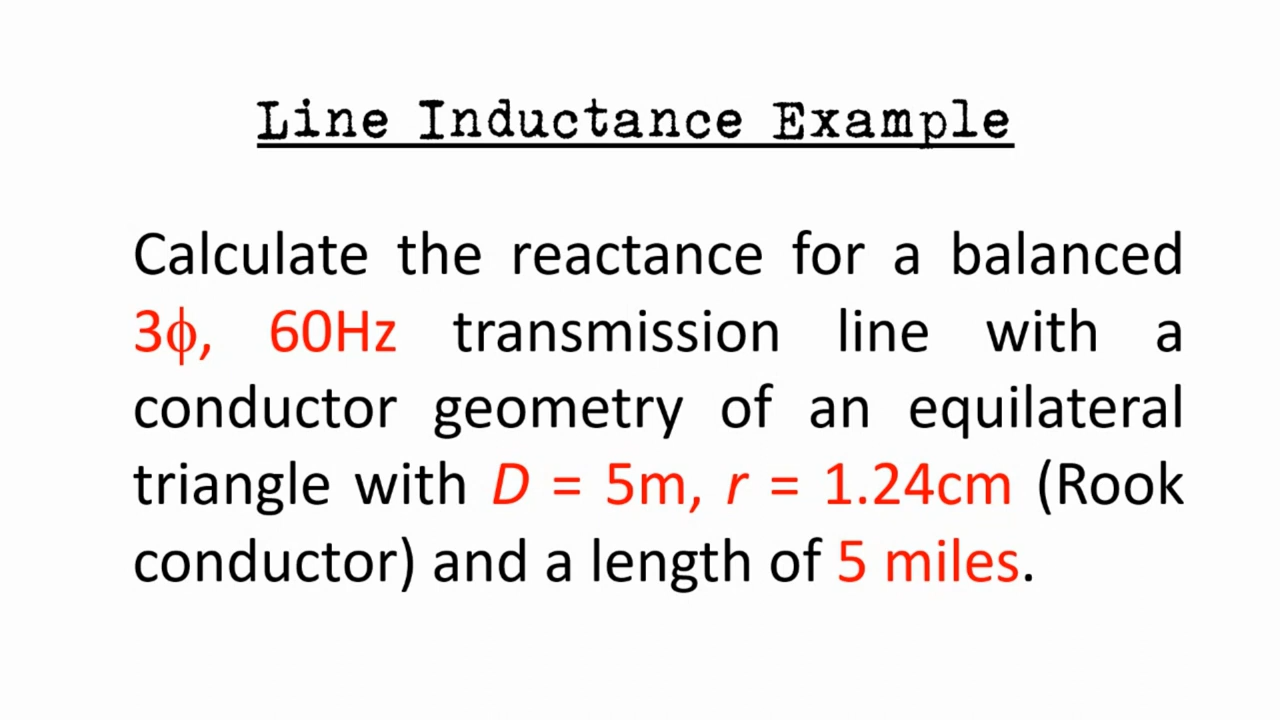 Line Inductance Example
Calculate the reactance for a balanced
3ϕ, 60Hz transmission line with a
conductor geometry of an equilateral
triangle with D = 5m, r = 1.24cm (Rook
conductor) and a length of 5 miles.